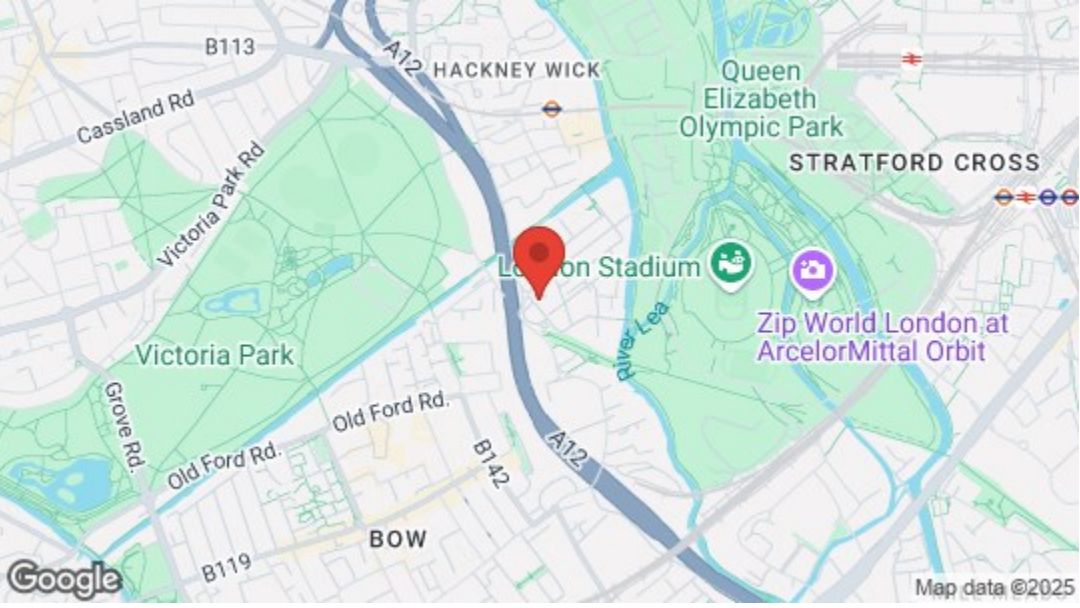 B113
A12
HACKNEY WICK
Queen
Elizabeth
Olympic Park
Cassland Rd
STRATFORD CROSS
Victoria Park Rd
London Stadium
River Lea
Zip World London at
ArcelorMittal Orbit
Victoria Park
Grove Rd.
Old Ford Rd.
Old Ford Rd.
B142
A12
BOW
B119
Google
Map data ©2025